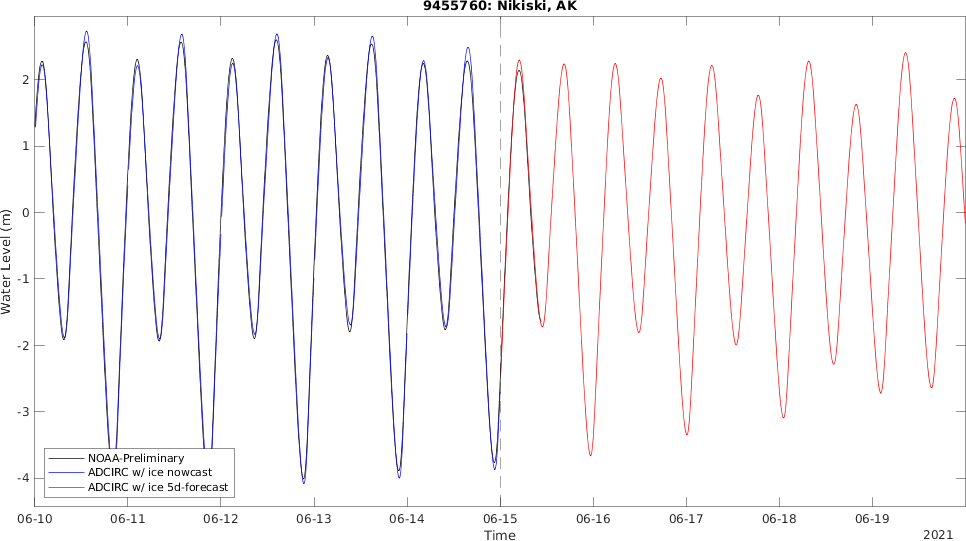 9455760: Nikiski, AK
Water Level (m)
2
1
0
-1
-2
-3
-4
NOAA-Preliminary
ADCIRC w/ ice nowcast
ADCIRC w/ ice 5d-forecast
06-10 06-11 06-12 06-13 06-14 06-15 06-16 06-17 06-18 06-19
Time
2021